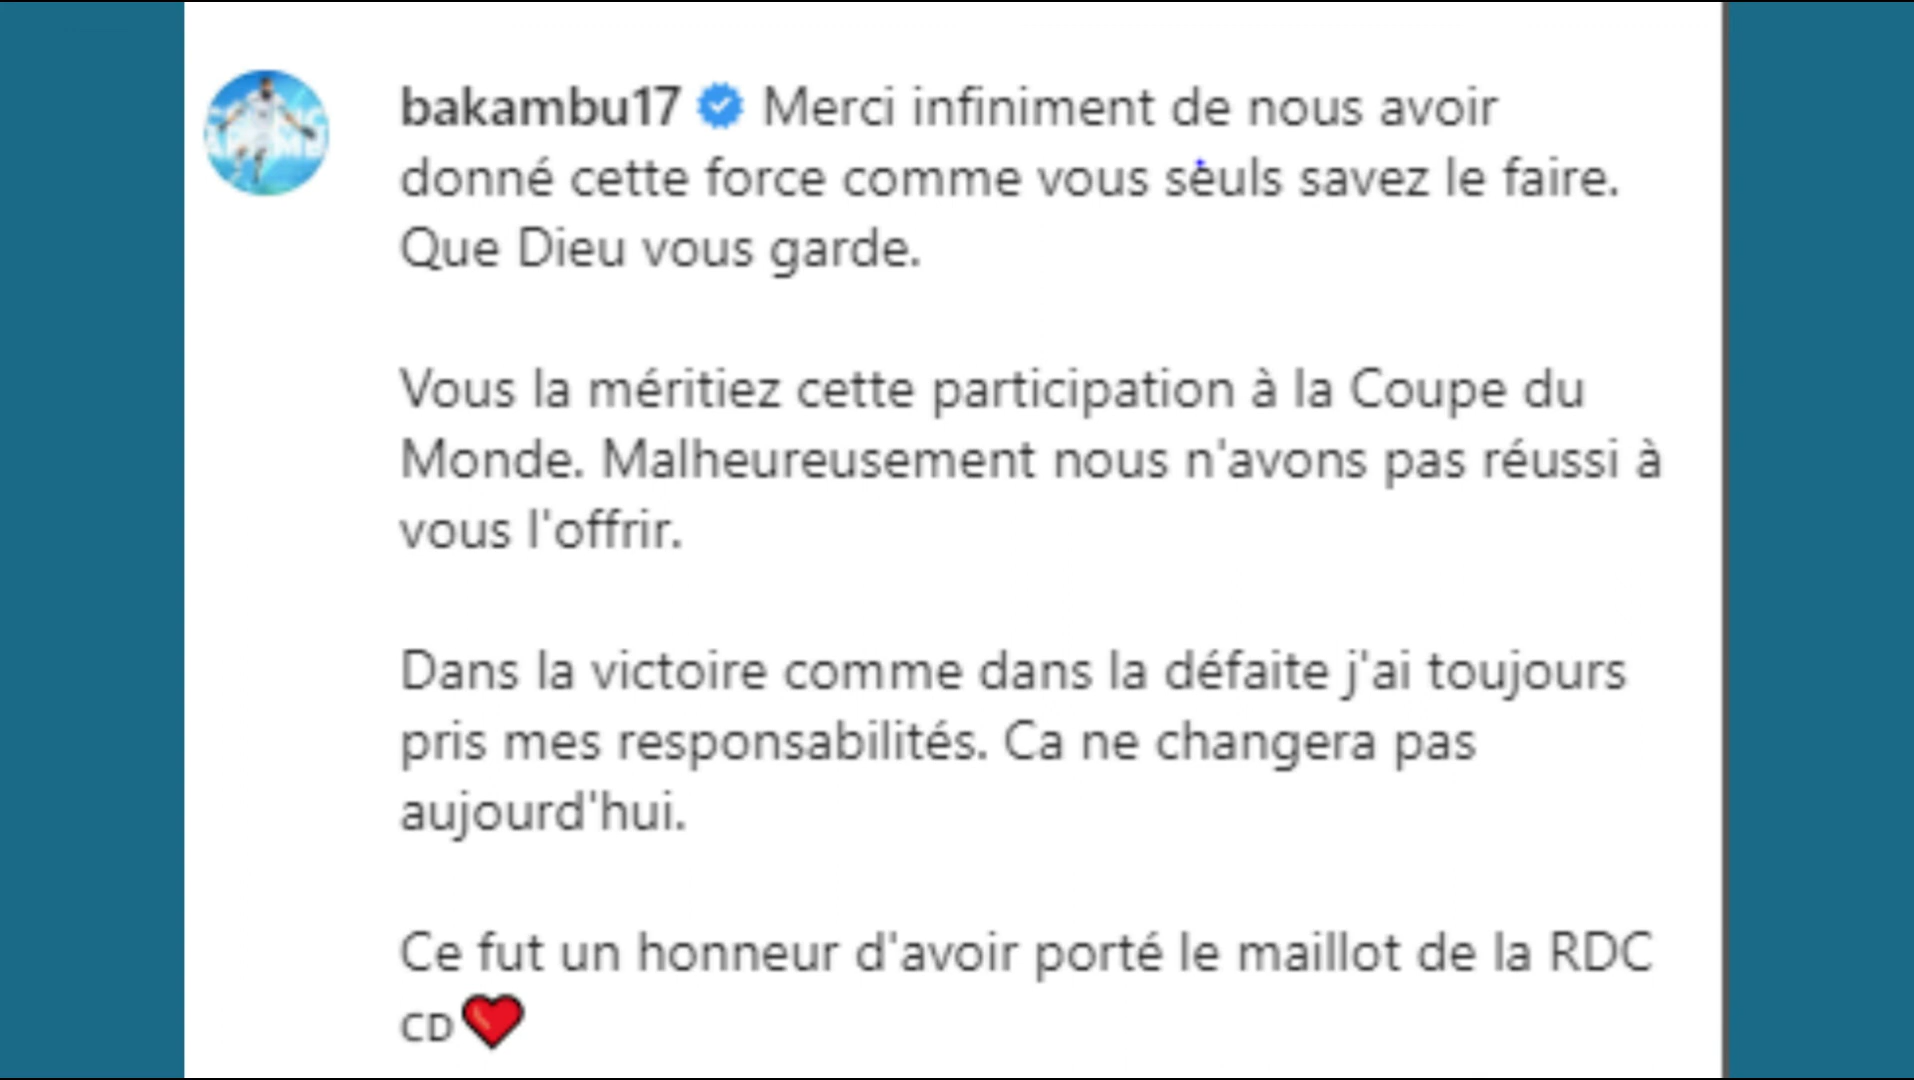 bakambu17 Merci infiniment de nous avoir
donné cette force comme vous seuls savez le faire.
Que Dieu vous garde.
Vous la méritiez cette participation à la Coupe du
Monde. Malheureusement nous n'avons pas réussi à
vous l'offrir.
Dans la victoire comme dans la défaite j'ai toujours
pris mes responsabilités. Ca ne changera pas
aujourd'hui.
Ce fut un honneur d'avoir porté le maillot de la RDC
CD❤️